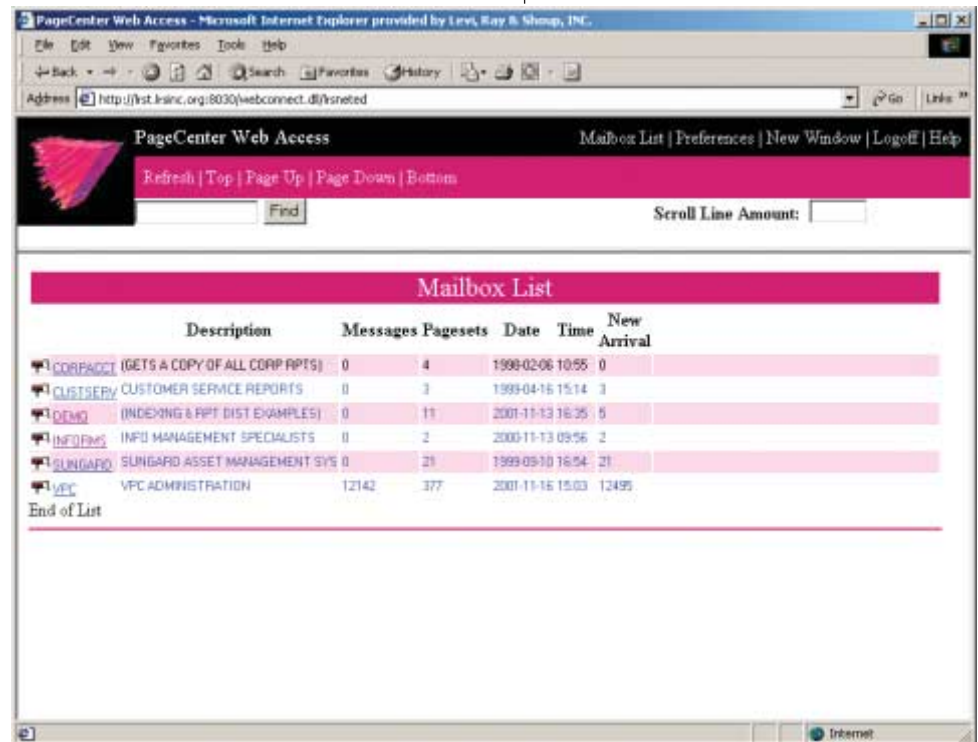 PageCenter Web Access - Microsoft Internet Explorer provided by Levi, Ray & Shoup, INC.
File Edit View Favorites Tools Help
Back Search Favorites History
Address http://lrst.lrsinc.org:8030/webconnect.dll/lrsneted Go Links »
PageCenter Web Access Mailbox List | Preferences | New Window | Logoff | Help
Refresh | Top | Page Up | Page Down | Bottom
Find Scroll Line Amount:
Mailbox List
Description Messages Pagesets Date Time New Arrival
CORPACCT (GETS A COPY OF ALL CORP RPTS) 0 4 1998-02-06 10:55 0
CUSTSERV CUSTOMER SERVICE REPORTS 0 3 1999-04-16 15:14 3
DEMO (INDEXING & RPT DIST EXAMPLES) 0 11 2001-11-13 16:35 5
INFORMS INFO MANAGEMENT SPECIALISTS 0 2 2000-11-13 09:56 2
SUNGARD SUNGARD ASSET MANAGEMENT SYS 0 21 1999-09-10 16:54 21
VPC VPC ADMINISTRATION 12142 377 2001-11-16 15:03 12495
End of List
Internet